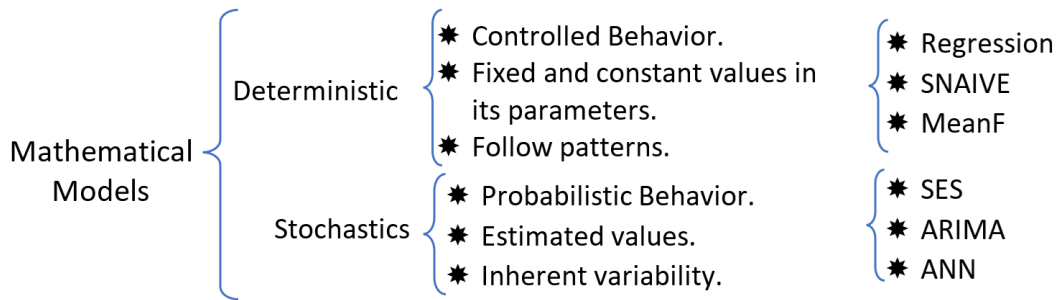 Mathematical
Models
Deterministic
✷ Controlled Behavior.
✷ Fixed and constant values in
its parameters.
✷ Follow patterns.
✷ Regression
✷ SNAIVE
✷ MeanF
Stochastics
✷ Probabilistic Behavior.
✷ Estimated values.
✷ Inherent variability.
✷ SES
✷ ARIMA
✷ ANN